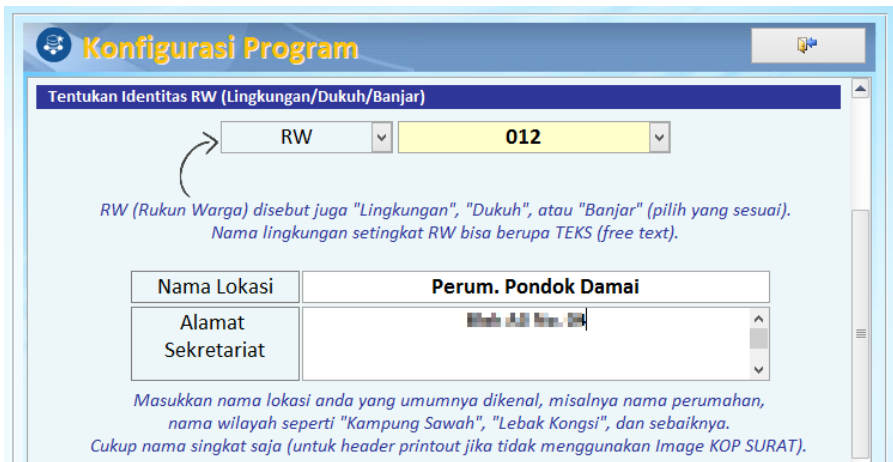 Konfigurasi Program
Tentukan Identitas RW (Lingkungan/Dukuh/Banjar)
RW 012
RW (Rukun Warga) disebut juga "Lingkungan", "Dukuh", atau "Banjar" (pilih yang sesuai).
Nama lingkungan setingkat RW bisa berupa TEKS (free text).
Nama Lokasi Perum. Pondok Damai
Alamat
Sekretariat
Masukkan nama lokasi anda yang umumnya dikenal, misalnya nama perumahan,
nama wilayah seperti "Kampung Sawah", "Lebak Kongsi", dan sebaiknya.
Cukup nama singkat saja (untuk header printout jika tidak menggunakan Image KOP SURAT).